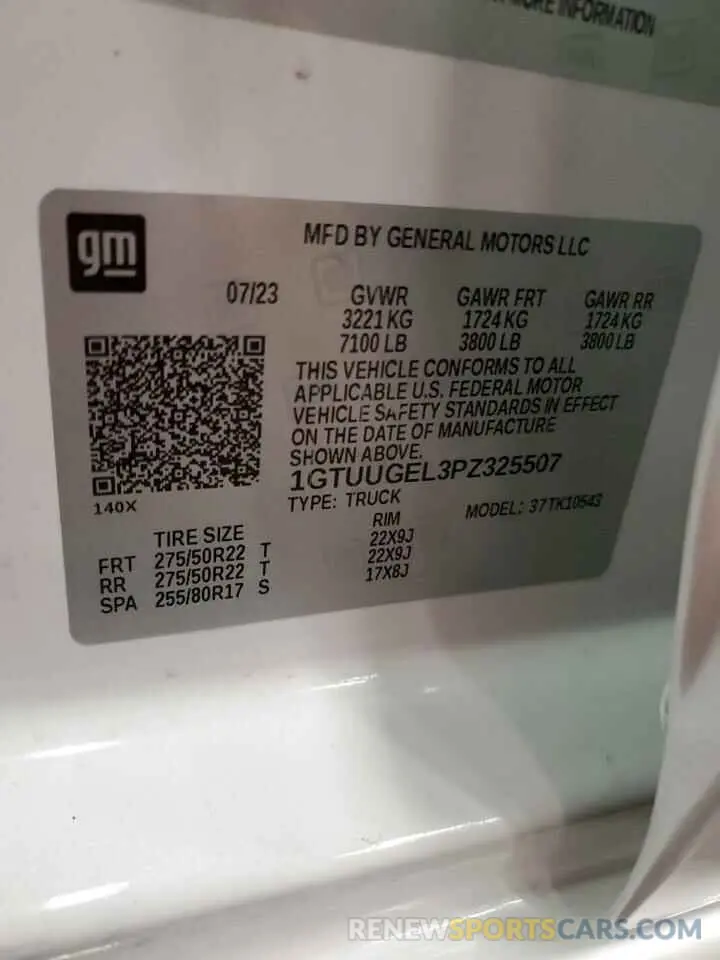 MORE INFORMATION
gm
MFD BY GENERAL MOTORS LLC
07/23 GVWR GAWR FRT GAWR RR
3221 KG 1724 KG 1724 KG
7100 LB 3800 LB 3800 LB
THIS VEHICLE CONFORMS TO ALL
APPLICABLE U.S. FEDERAL MOTOR
VEHICLE SAFETY STANDARDS IN EFFECT
ON THE DATE OF MANUFACTURE
SHOWN ABOVE.
1GTUUGEL3PZ325507
TYPE: TRUCK MODEL: 37TK10543
140X
TIRE SIZE RIM
FRT 275/50R22 T 22X9J
RR 275/50R22 T 22X9J
SPA 255/80R17 S 17X8J
RENEWSPORTSCARS.COM